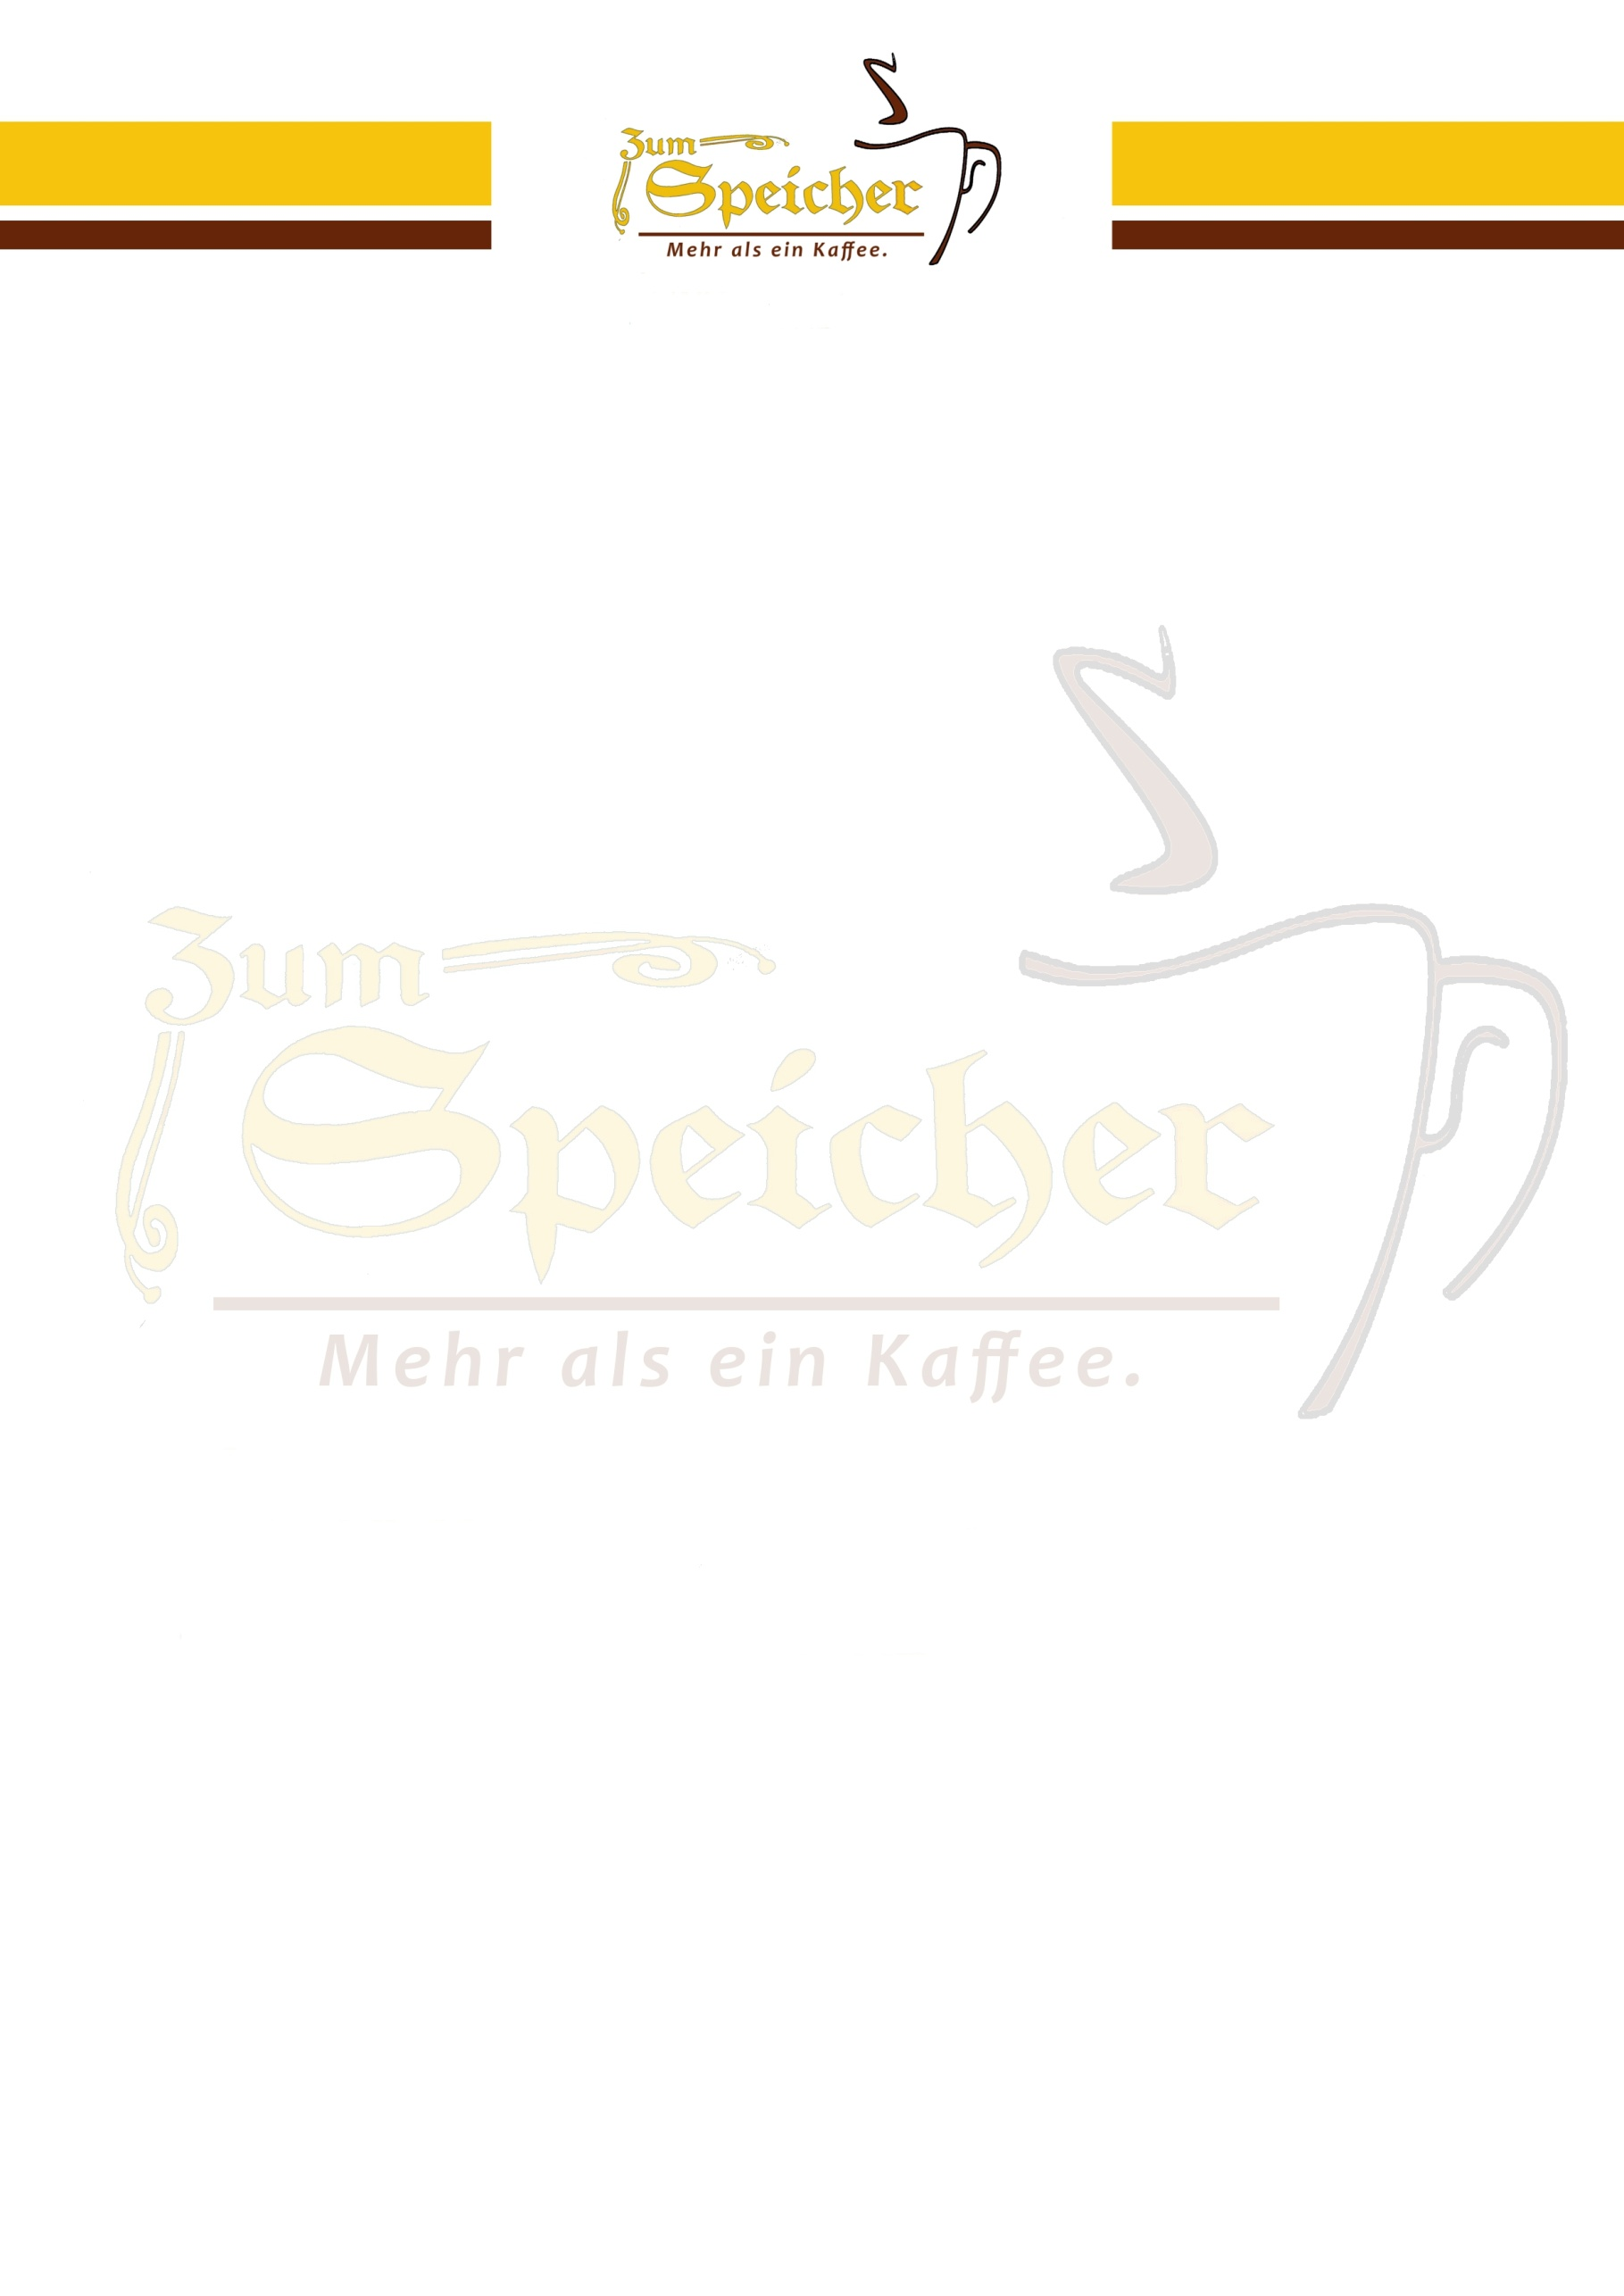 Zum
Speicher
Mehr als ein Kaffee.
Zum
Speicher
Mehr als ein Kaffee.